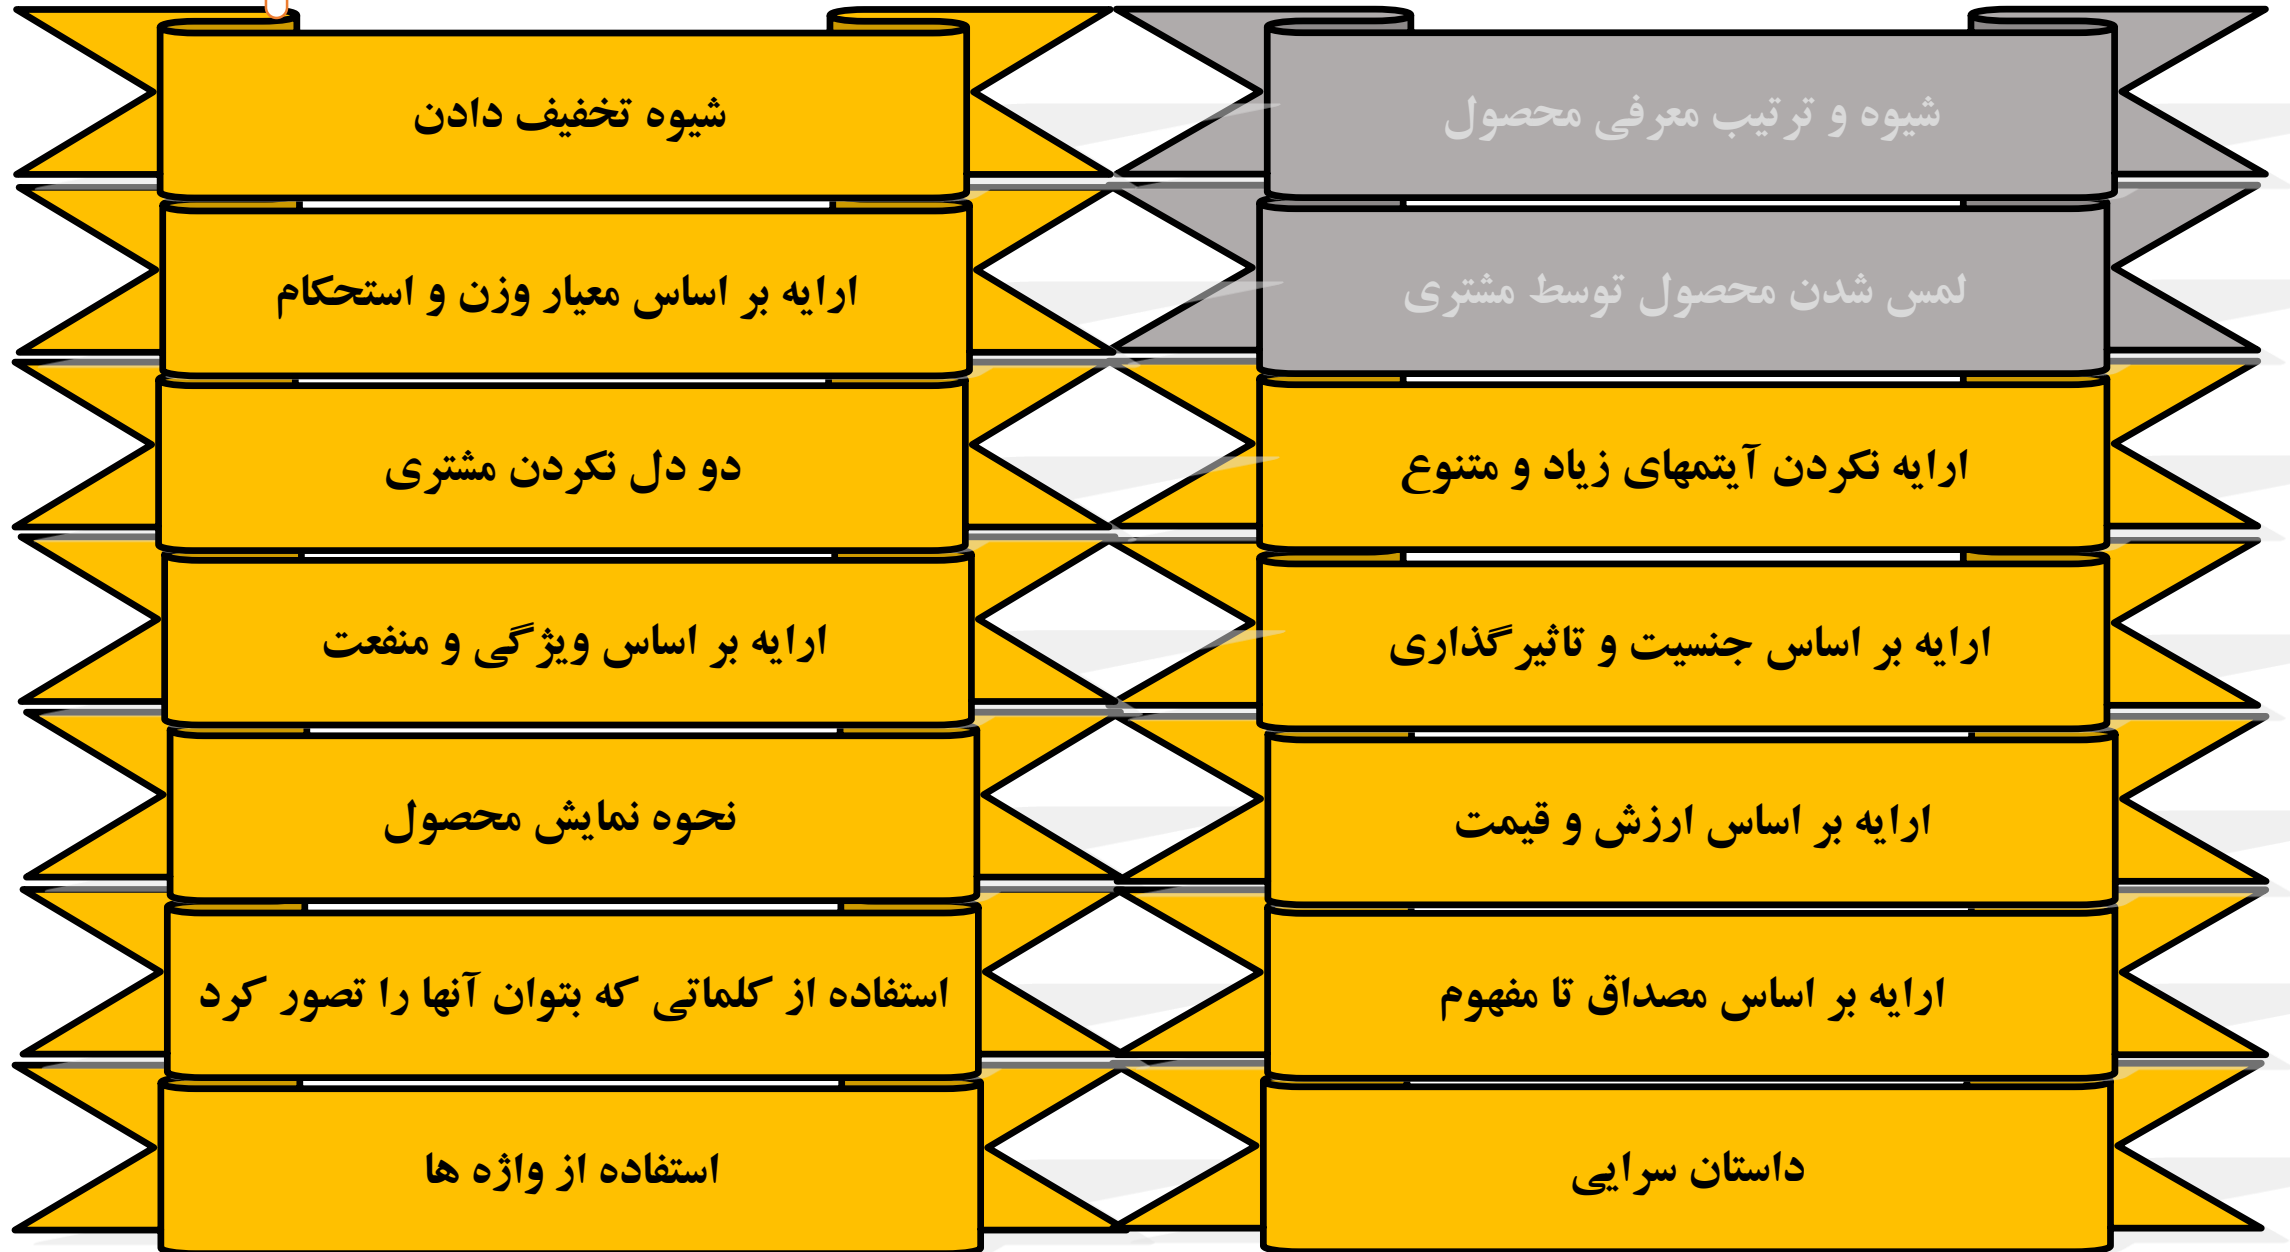 شیوه و ترتیب معرفی محصول
لمس شدن محصول توسط مشتری
ارایه نکردن آیتمهای زیاد و متنوع
ارایه بر اساس جنسیت و تاثیرگذاری
ارایه بر اساس ارزش و قیمت
ارایه بر اساس مصداق تا مفهوم
داستان سرایی
شیوه تخفیف دادن
ارایه بر اساس معیار وزن و استحکام
دو دل نکردن مشتری
ارایه بر اساس ویژگی و منفعت
نحوه نمایش محصول
استفاده از کلماتی که بتوان آنها را تصور کرد
استفاده از واژه ها